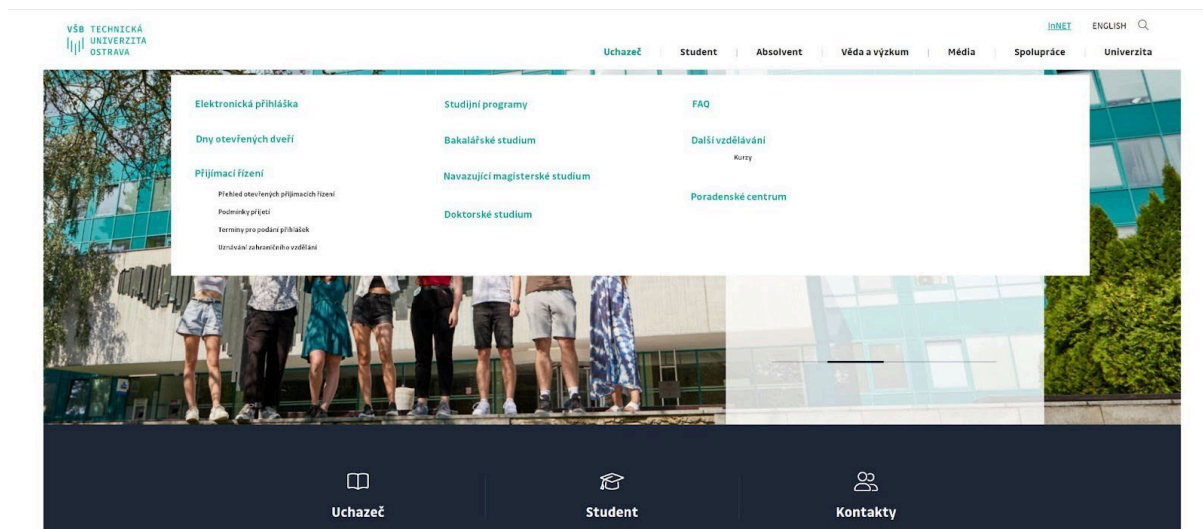 VŠB TECHNICKÁ
UNIVERZITA
OSTRAVA
InNET ENGLISH
Uchazeč Student Absolvent Věda a výzkum Média Spolupráce Univerzita
Elektronická přihláška
Dny otevřených dveří
Přijímací řízení
Přehled otevřených přijímacích řízení
Podmínky přijetí
Termíny pro podání přihlášek
Uznávání zahraničního vzdělání
Studijní programy
Bakalářské studium
Navazující magisterské studium
Doktorské studium
FAQ
Další vzdělávání
Kurzy
Poradenské centrum
Uchazeč Student Kontakty